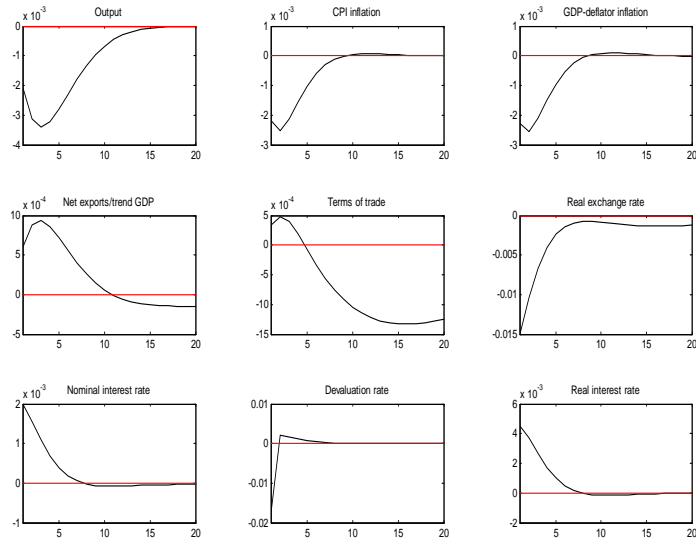 Output
CPI inflation
GDP-deflator inflation
x 10-3
x 10-3
x 10-3
0
-1
-2
-3
-4
5 10 15 20
1
0
-1
-2
-3
5 10 15 20
1
0
-1
-2
-3
5 10 15 20
Net exports/trend GDP
Terms of trade
Real exchange rate
x 10-4
x 10-4
10
5
0
-5
5 10 15 20
5
0
-5
-10
-15
5 10 15 20
0
-0.005
-0.01
-0.015
5 10 15 20
Nominal interest rate
Devaluation rate
Real interest rate
x 10-3
x 10-3
2
1
0
-1
5 10 15 20
0.01
0
-0.01
-0.02
5 10 15 20
6
4
2
0
-2
5 10 15 20